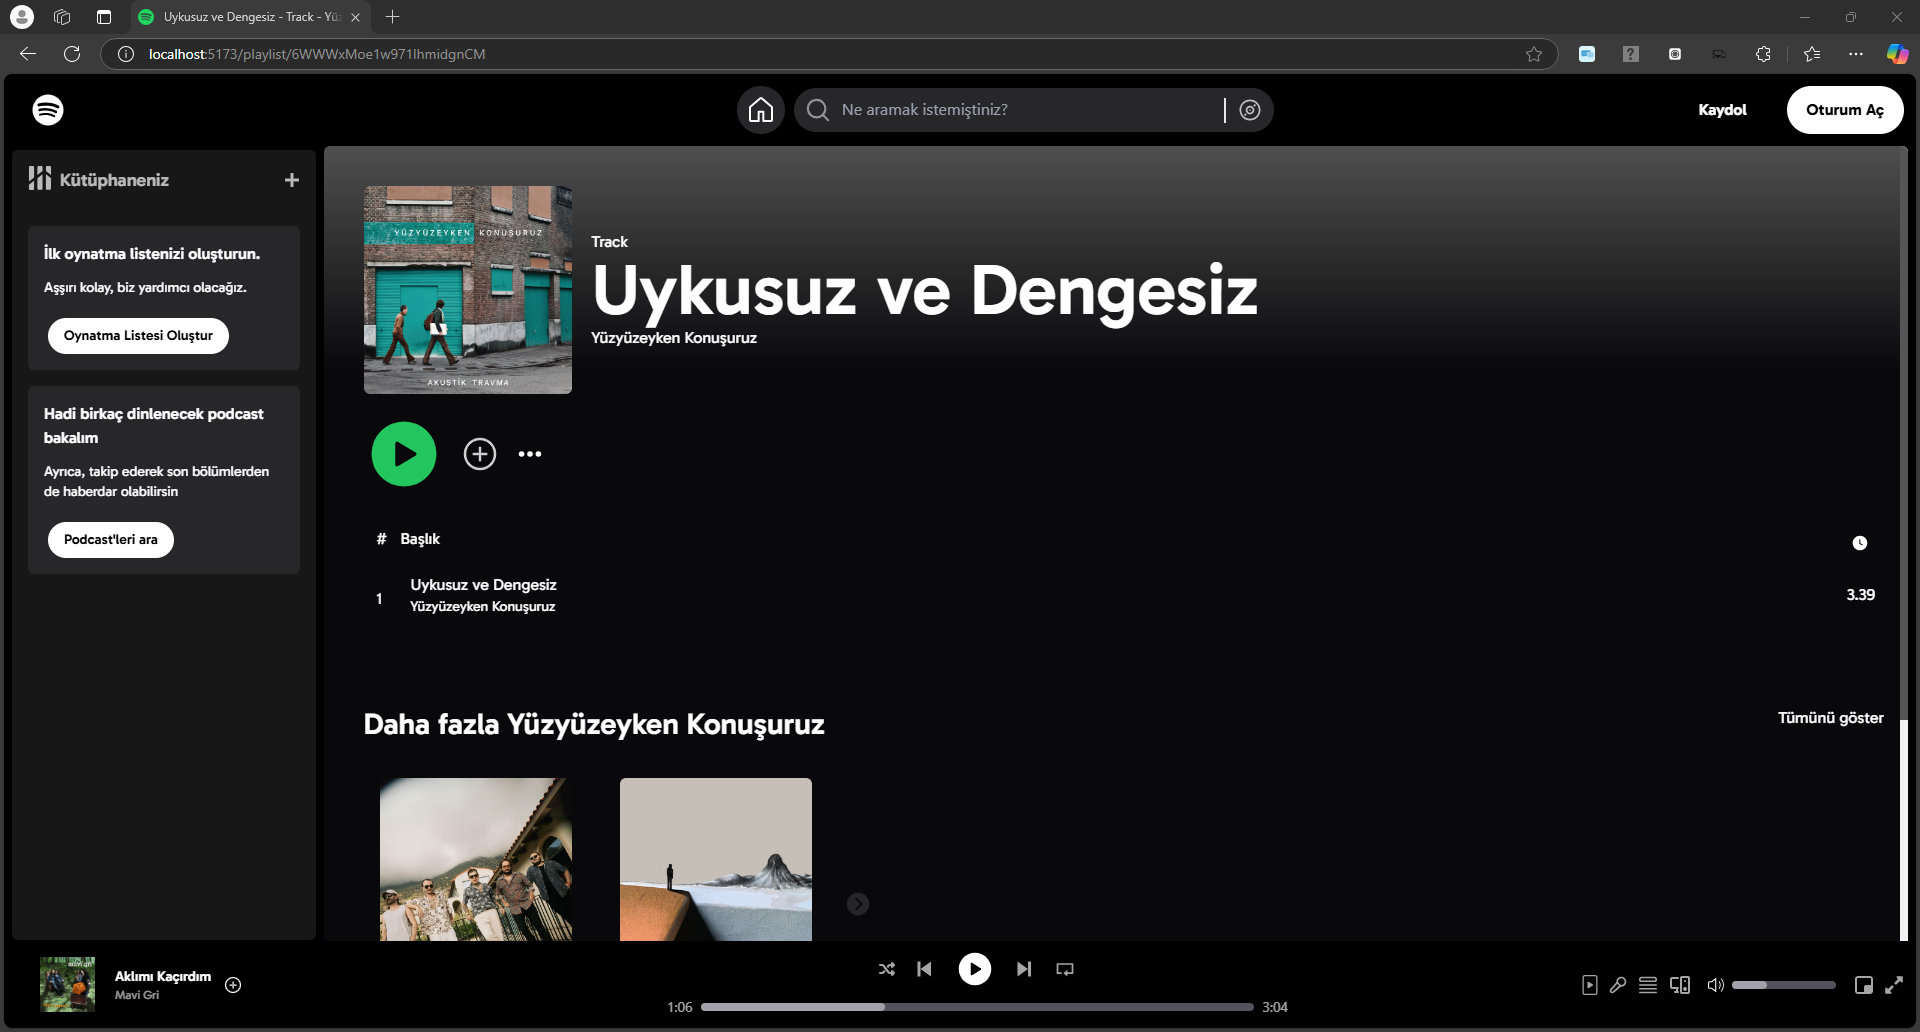 Uykusuz ve Dengesiz - Track - Yüz
localhost:5173/playlist/6WWWxMoe1w971lhmidgnCM
Ne aramak istemiştiniz?
Kaydol
Oturum Aç
Kütüphaneniz
İlk oynatma listenizi oluşturun.
Aşşırı kolay, biz yardımcı olacağız.
Oynatma Listesi Oluştur
Hadi birkaç dinlenecek podcast
bakalım
Ayrıca, takip ederek son bölümlerden
de haberdar olabilirsin
Podcast'leri ara
YÜZYÜZEYKEN KONUŞURUZ
AKUSTİK TRAVMA
Track
Uykusuz ve Dengesiz
Yüzyüzeyken Konuşuruz
# Başlık
1
Uykusuz ve Dengesiz
Yüzyüzeyken Konuşuruz
3.39
Daha fazla Yüzyüzeyken Konuşuruz
Tümünü göster
Aklımı Kaçırdım
Mavi Gri
1:06
3:04